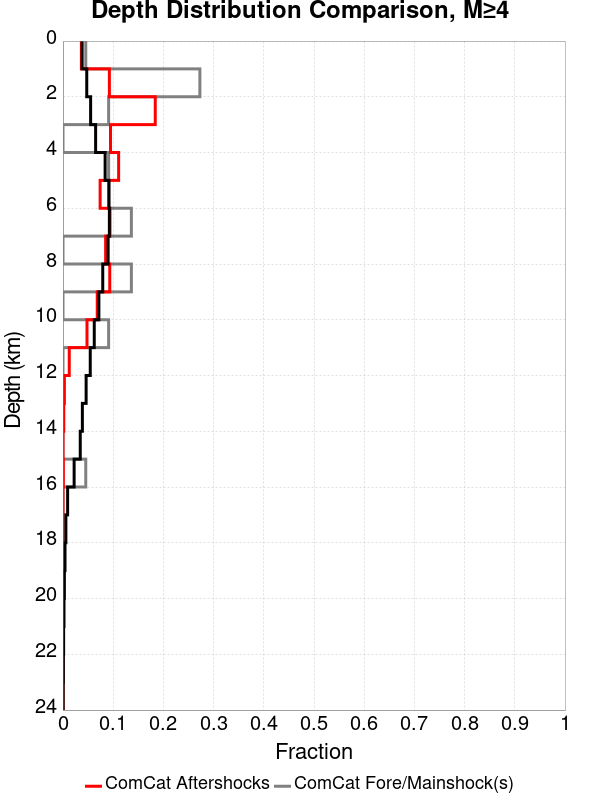 Depth Distribution Comparison, M≥4
0
2
4
6
8
10
12
14
16
18
20
22
24
Depth (km)
0 0.1 0.2 0.3 0.4 0.5 0.6 0.7 0.8 0.9 1
Fraction
ComCat Aftershocks ComCat Fore/Mainshock(s)